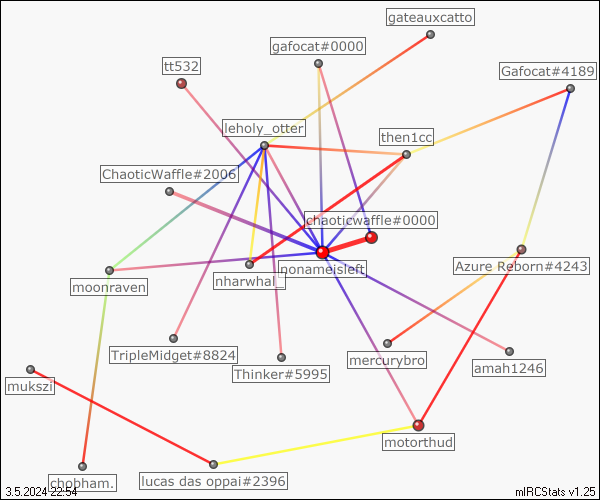 gateauxcatto
gafocat#0000
tt532
Gafocat#4189
leholy_otter
then1cc
ChaoticWaffle#2006
chaoticwaffle#0000
nonameisleft
Azure Reborn#4243
moonraven
nharwhal_
TripleMidget#8824
mercurybro
Thinker#5995
amah1246
mukszi
motorthud
chobham.
lucas das oppai#2396
3.5.2024 22:54
mIRCStats v1.25